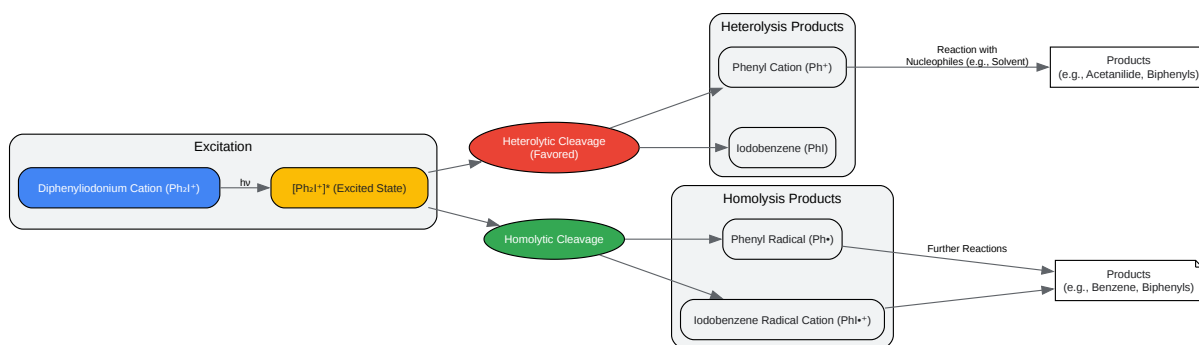 Excitation
Diphenyliodonium Cation (Ph₂I⁺)
hν
[Ph₂I⁺]* (Excited State)
Heterolytic Cleavage
(Favored)
Homolytic Cleavage
Heterolysis Products
Phenyl Cation (Ph⁺)
Iodobenzene (PhI)
Reaction with
Nucleophiles (e.g., Solvent)
Products
(e.g., Acetanilide, Biphenyls)
Homolysis Products
Phenyl Radical (Ph•)
Iodobenzene Radical Cation (PhI•⁺)
Further Reactions
Products
(e.g., Benzene, Biphenyls)